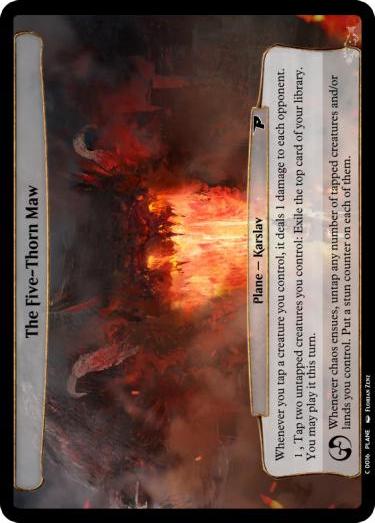 The Five-Thorn Maw
Plane — Karslav
Whenever you tap a creature you control, it deals 1 damage to each opponent.
1 , Tap two untapped creatures you control: Exile the top card of your library.
You may play it this turn.
Whenever chaos ensues, untap any number of tapped creatures and/or
lands you control. Put a stun counter on each of them.
C 0016 PLANE Florian Zent